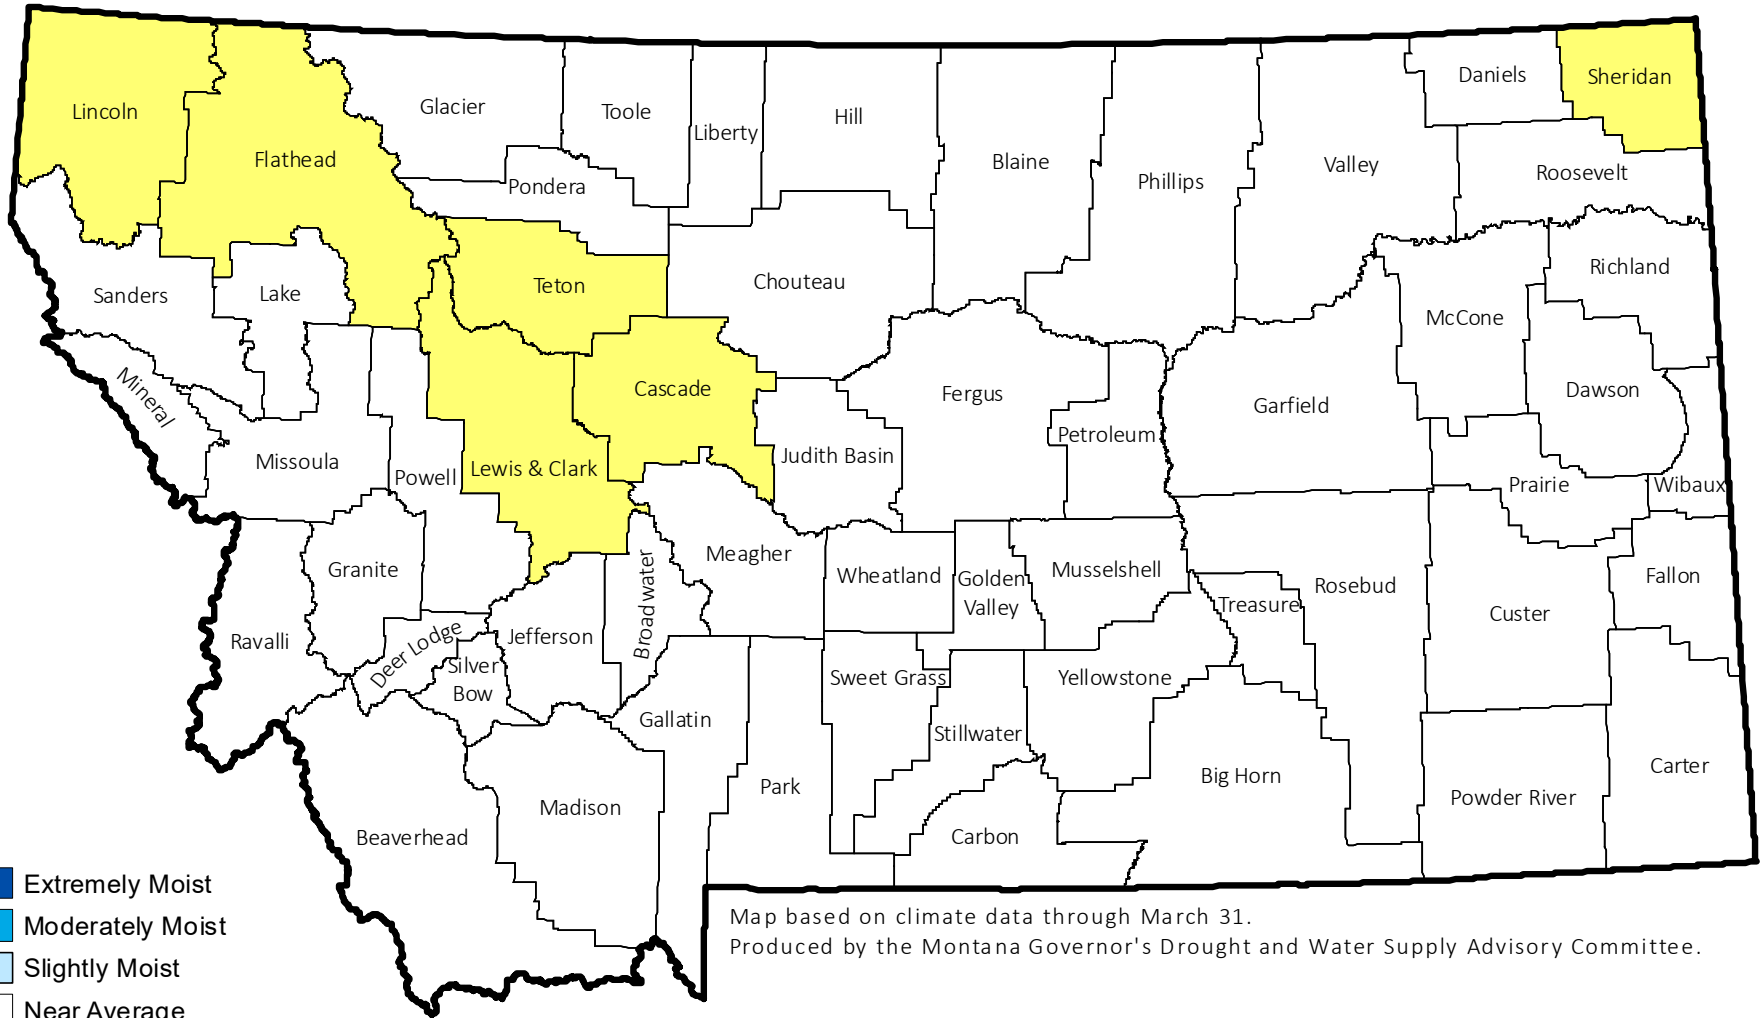 Lincoln
Flathead
Glacier
Toole
Liberty
Hill
Blaine
Phillips
Valley
Daniels
Sheridan
Roosevelt
Pondera
Sanders
Lake
Teton
Chouteau
McCone
Richland
Mineral
Missoula
Powell
Lewis & Clark
Cascade
Judith Basin
Fergus
Petroleum
Garfield
Dawson
Prairie
Wibaux
Ravalli
Granite
Deer Lodge
Silver
Bow
Jefferson
Broadwater
Meagher
Wheatland
Golden
Valley
Musselshell
Treasure
Rosebud
Custer
Fallon
Beaverhead
Madison
Gallatin
Park
Sweet Grass
Stillwater
Yellowstone
Carbon
Big Horn
Powder River
Carter
Extremely Moist
Moderately Moist
Slightly Moist
Near Average
Map based on climate data through March 31.
Produced by the Montana Governor's Drought and Water Supply Advisory Committee.